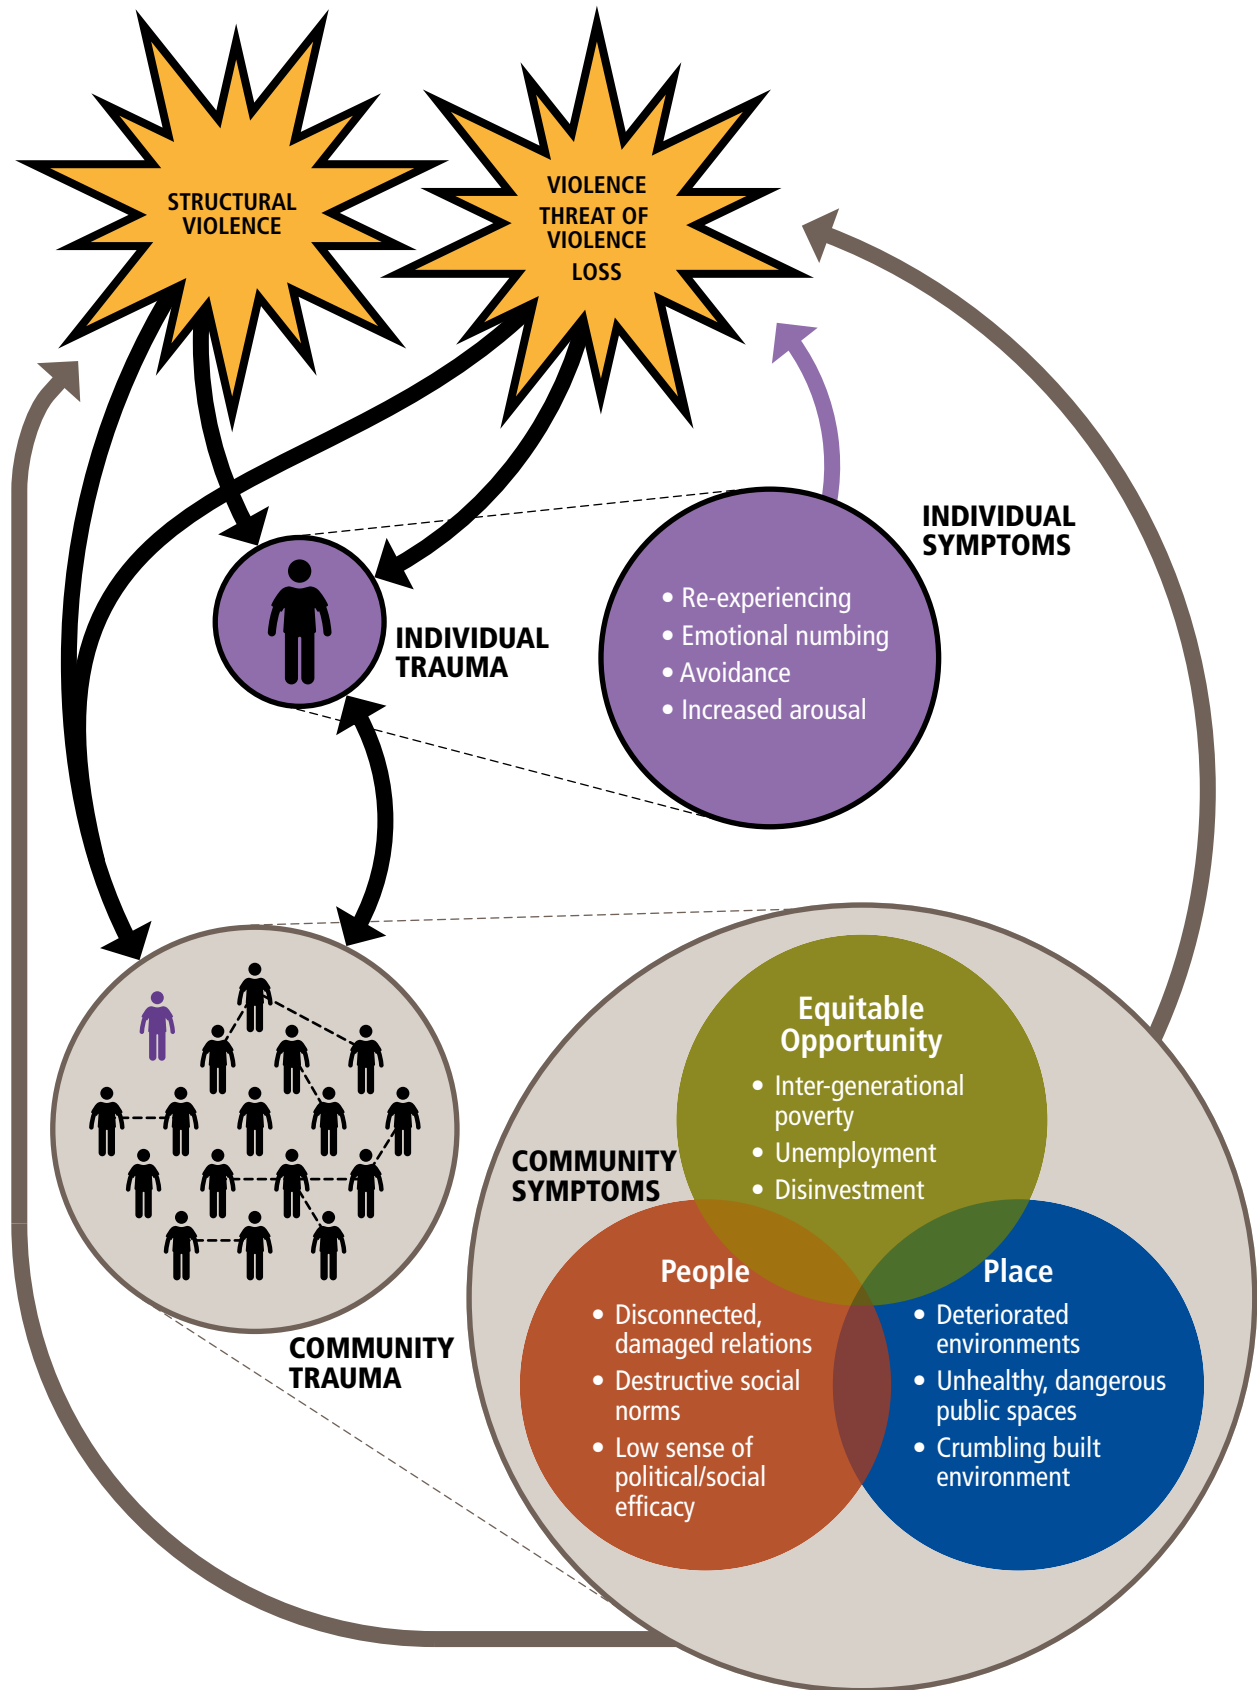 STRUCTURAL
VIOLENCE
VIOLENCE
THREAT OF
VIOLENCE
LOSS
INDIVIDUAL
SYMPTOMS
• Re-experiencing
• Emotional numbing
• Avoidance
• Increased arousal
INDIVIDUAL
TRAUMA
Equitable
Opportunity
• Inter-generational
poverty
• Unemployment
• Disinvestment
COMMUNITY
SYMPTOMS
People
• Disconnected,
damaged relations
• Destructive social
norms
• Low sense of
political/social
efficacy
Place
• Deteriorated
environments
• Unhealthy, dangerous
public spaces
• Crumbling built
environment
COMMUNITY
TRAUMA